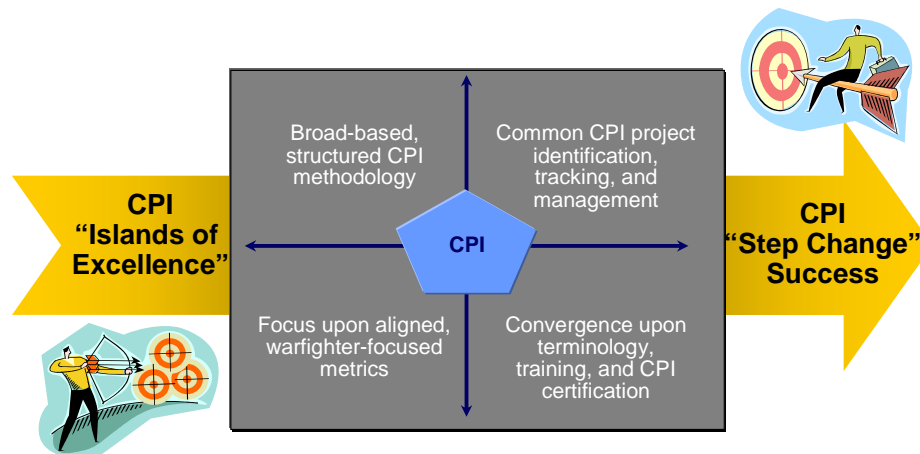 CPI
“Islands of
Excellence”
Broad-based,
structured CPI
methodology
Common CPI project
identification,
tracking, and
management
CPI
Focus upon aligned,
warfighter-focused
metrics
Convergence upon
terminology,
training, and CPI
certification
CPI
“Step Change”
Success